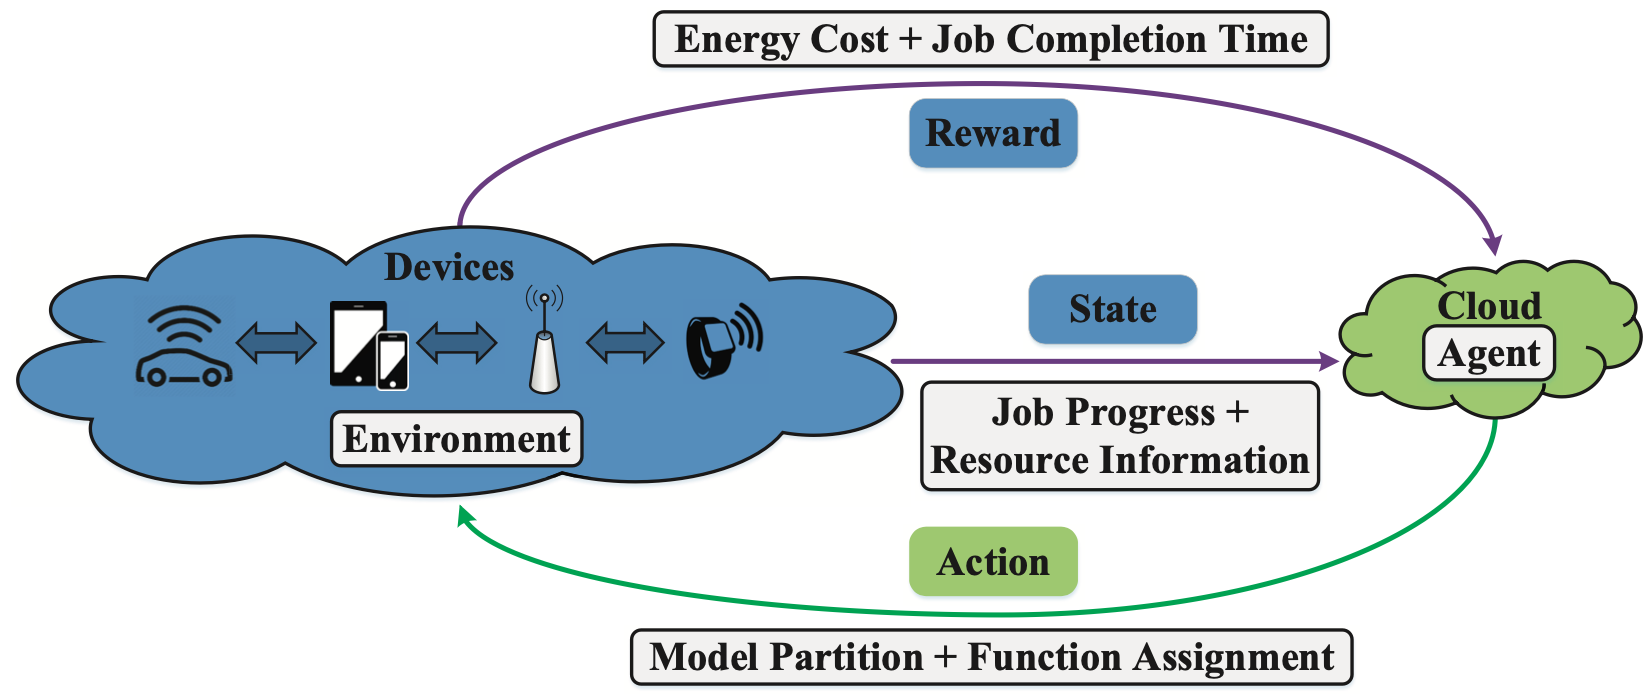 Energy Cost + Job Completion Time
Reward
Devices
State
Cloud
Agent
Environment
Job Progress +
Resource Information
Action
Model Partition + Function Assignment